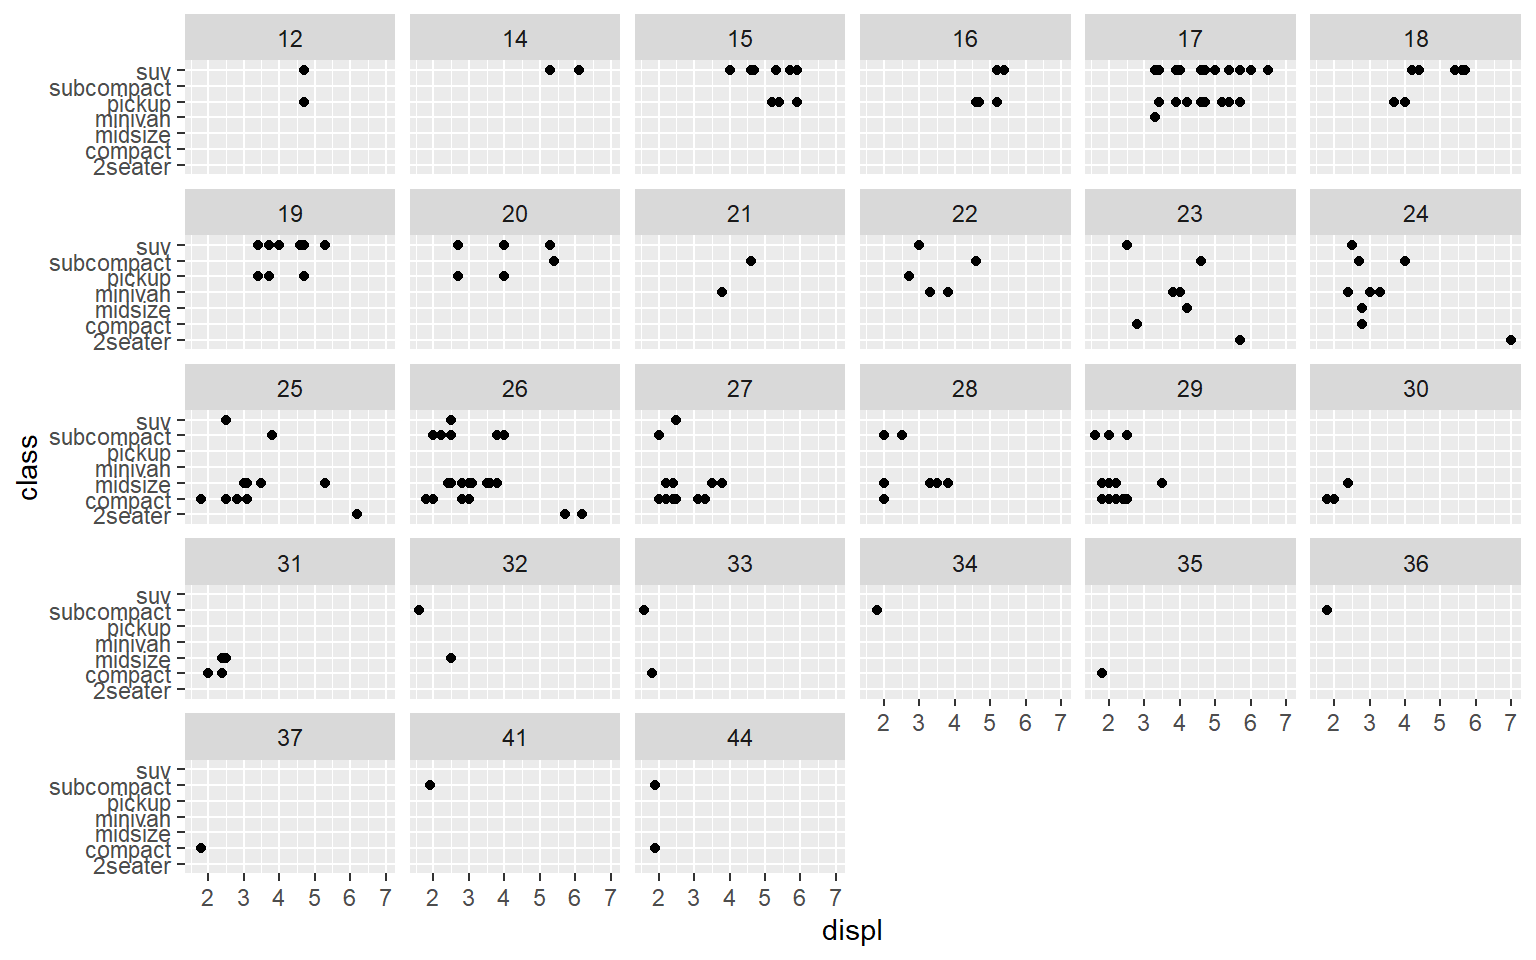 12 14 15 16 17 18
suv
subcompact
pickup
minivan
midsize
compact
2seater
19 20 21 22 23 24
suv
subcompact
pickup
minivan
midsize
compact
2seater
25 26 27 28 29 30
suv
subcompact
pickup
minivan
midsize
compact
2seater
class
31 32 33 34 35 36
suv
subcompact
pickup
minivan
midsize
compact
2seater
2 3 4 5 6 7 2 3 4 5 6 7 2 3 4 5 6 7
37 41 44
suv
subcompact
pickup
minivan
midsize
compact
2seater
2 3 4 5 6 7 2 3 4 5 6 7 2 3 4 5 6 7
displ